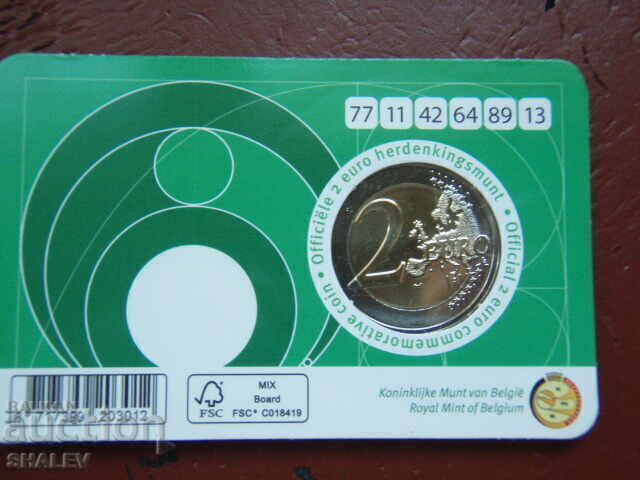 77 11 42 64 89 13
Officiële 2 euro herdenkingsmunt
Official 2 euro commemorative coin
2 EURO
MIX
Board
FSC® C018419
FSC
Koninklijke Munt van België
Royal Mint of Belgium
BALKAN
auction
SHALEV